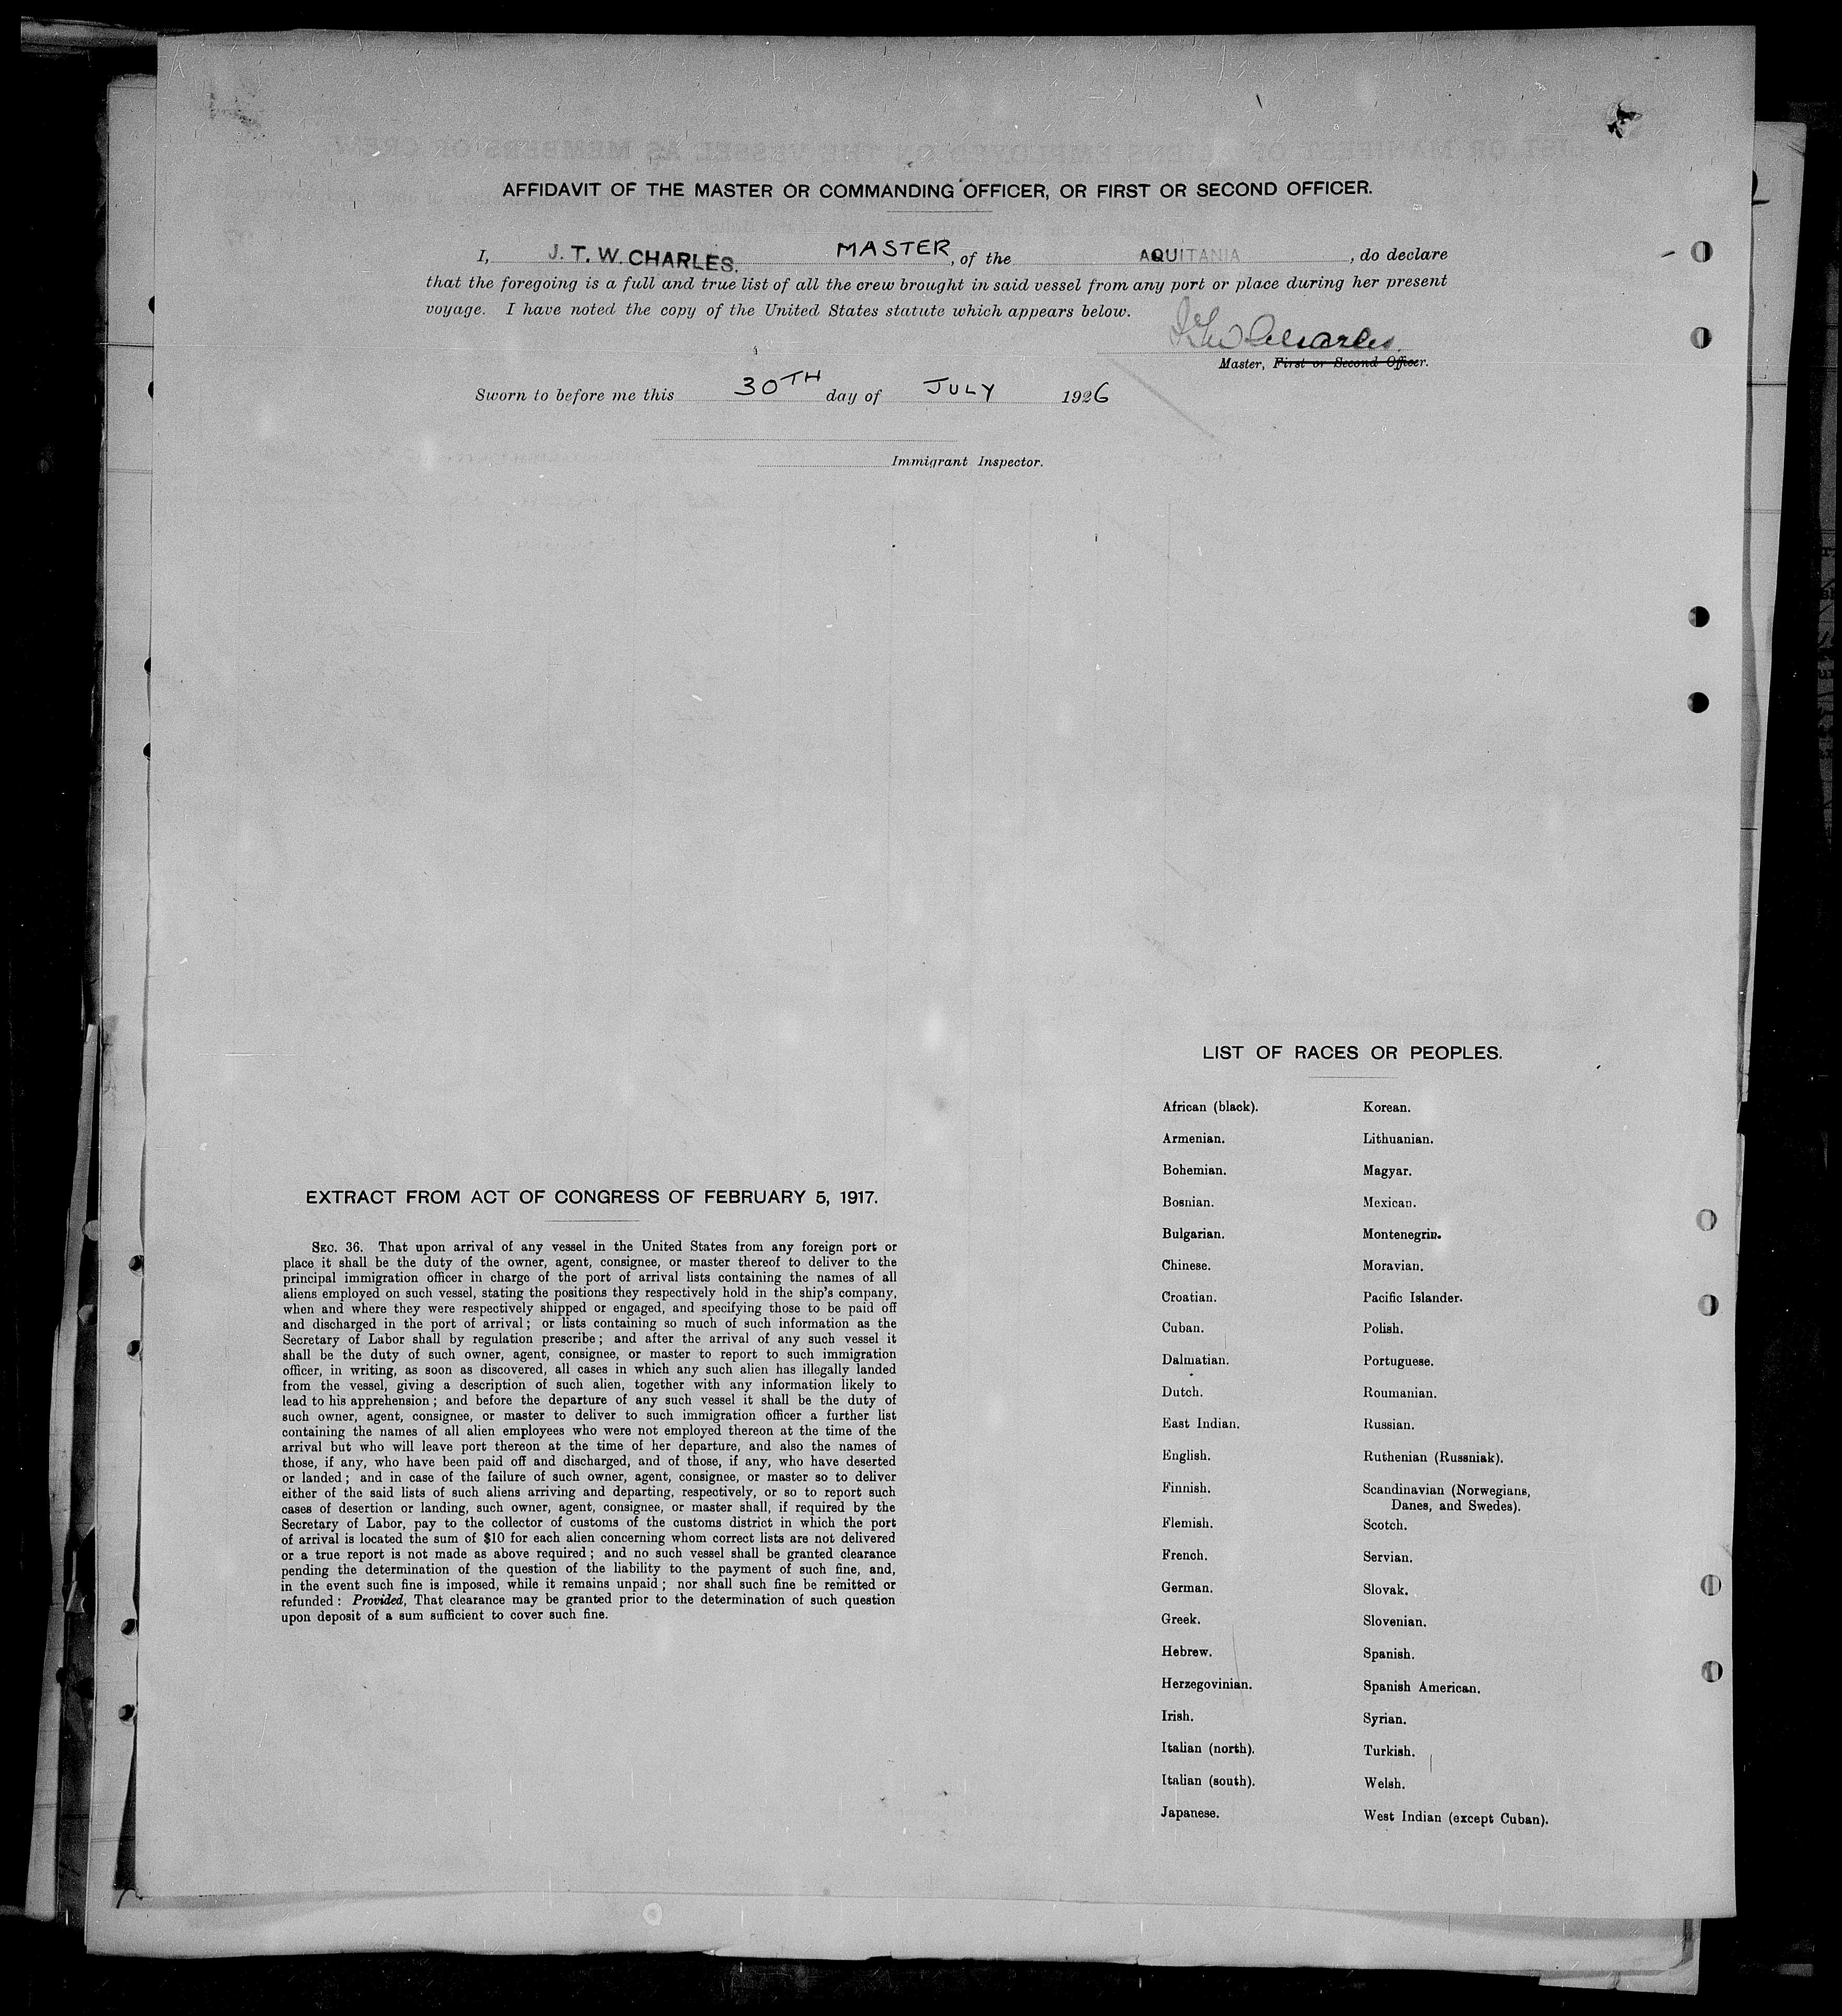 AFFIDAVIT OF THE MASTER OR COMMANDING OFFICER, OR FIRST OR SECOND OFFICER.
I, J. T. W. CHARLES. MASTER, of the AQUITANIA, do declare
that the foregoing is a full and true list of all the crew brought in said vessel from any port or place during her present
voyage. I have noted the copy of the United States statute which appears below.
J T W Charles.
Master, First or Second Officer.
Sworn to before me this 30TH day of JULY 1926
Immigrant Inspector.
EXTRACT FROM ACT OF CONGRESS OF FEBRUARY 5, 1917.
SEC. 36. That upon arrival of any vessel in the United States from any foreign port or
place it shall be the duty of the owner, agent, consignee, or master thereof to deliver to the
principal immigration officer in charge of the port of arrival lists containing the names of all
aliens employed on such vessel, stating the positions they respectively hold in the ship's company,
when and where they were respectively shipped or engaged, and specifying those to be paid off
and discharged in the port of arrival; or lists containing so much of such information as the
Secretary of Labor shall by regulation prescribe; and after the arrival of any such vessel it
shall be the duty of such owner, agent, consignee, or master to report to such immigration
officer, in writing, as soon as discovered, all cases in which any such alien has illegally landed
from the vessel, giving a description of such alien, together with any information likely to
lead to his apprehension; and before the departure of any such vessel it shall be the duty of
such owner, agent, consignee, or master to deliver to such immigration officer a further list
containing the names of all alien employees who were not employed thereon at the time of the
arrival but who will leave port thereon at the time of her departure, and also the names of
those, if any, who have been paid off and discharged, and of those, if any, who have deserted
or landed; and in case of the failure of such owner, agent, consignee, or master so to deliver
either of the said lists of such aliens arriving and departing, respectively, or so to report such
cases of desertion or landing, such owner, agent, consignee, or master shall, if required by the
Secretary of Labor, pay to the collector of customs of the customs district in which the port
of arrival is located the sum of $10 for each alien concerning whom correct lists are not delivered
or a true report is not made as above required; and no such vessel shall be granted clearance
pending the determination of the question of the liability to the payment of such fine, and,
in the event such fine is imposed, while it remains unpaid; nor shall such fine be remitted or
refunded: Provided, That clearance may be granted prior to the determination of such question
upon deposit of a sum sufficient to cover such fine.
LIST OF RACES OR PEOPLES.
African (black).
Armenian.
Bohemian.
Bosnian.
Bulgarian.
Chinese.
Croatian.
Cuban.
Dalmatian.
Dutch.
East Indian.
English.
Finnish.
Flemish.
French.
German.
Greek.
Hebrew.
Herzegovinian.
Irish.
Italian (north).
Italian (south).
Japanese.
Korean.
Lithuanian.
Magyar.
Mexican.
Montenegrin.
Moravian.
Pacific Islander.
Polish.
Portuguese.
Roumanian.
Russian.
Ruthenian (Russniak).
Scandinavian (Norwegians,
Danes, and Swedes).
Scotch.
Servian.
Slovak.
Slovenian.
Spanish.
Spanish American.
Syrian.
Turkish.
Welsh.
West Indian (except Cuban).